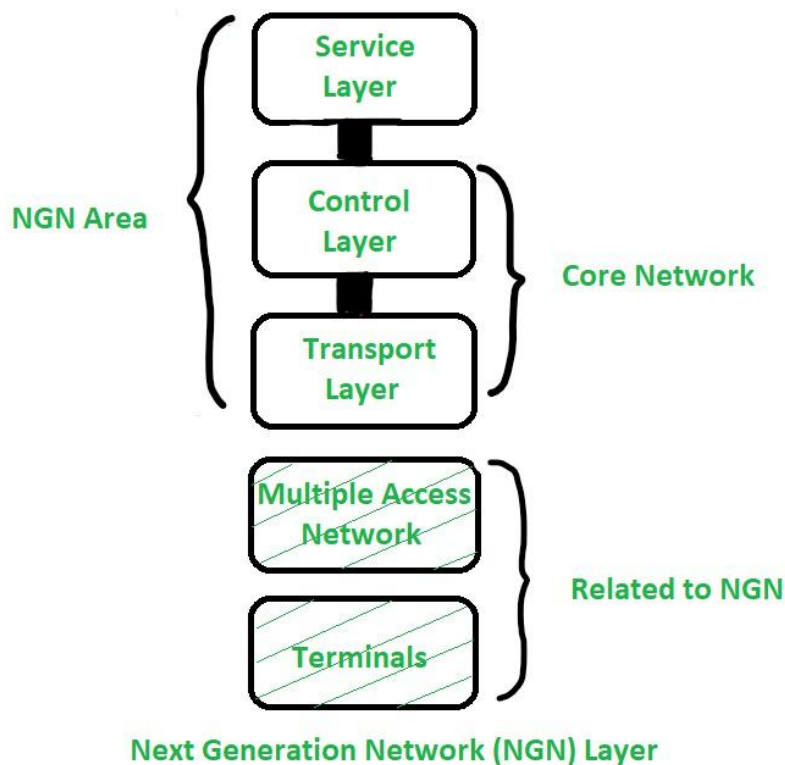 Service
Layer
NGN Area
Control
Layer
Core Network
Transport
Layer
Multiple Access
Network
Related to NGN
Terminals
Next Generation Network (NGN) Layer